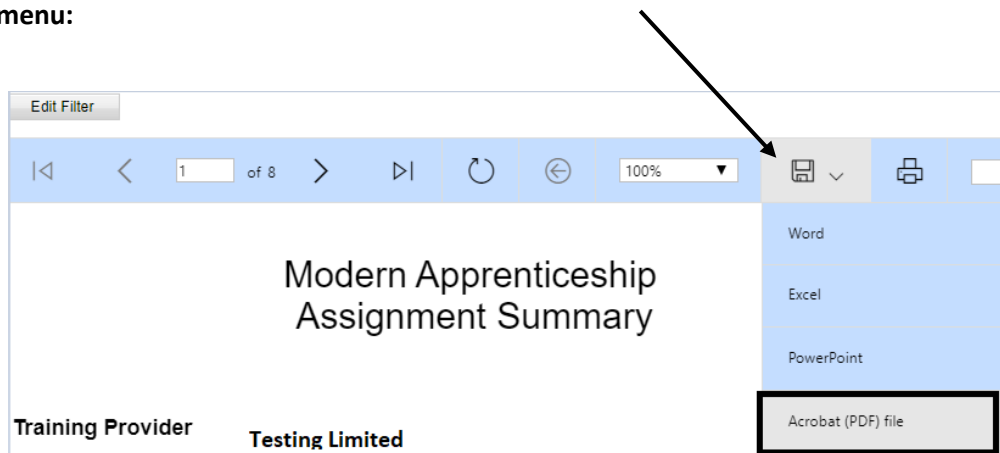 menu:
Edit Filter
1 of 8 100%
Word
Modern Apprenticeship
Assignment Summary
Excel
PowerPoint
Acrobat (PDF) file
Training Provider Testing Limited